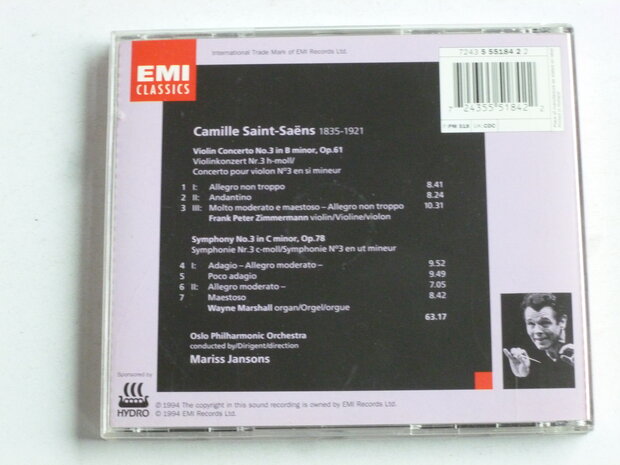 International Trade Mark of EMI Records Ltd.
EMI
CLASSICS
7243 5 55184 2 2
7 24355 51842 2
Camille Saint-Saëns 1835-1921
Violin Concerto No.3 in B minor, Op.61
Violinkonzert Nr.3 h-moll/
Concerto pour violon N°3 en si mineur
1 I: Allegro non troppo 8.41
2 II: Andantino 8.24
3 III: Molto moderato e maestoso – Allegro non troppo 10.31
Frank Peter Zimmermann violin/Violine/violon
Symphony No.3 in C minor, Op.78
Symphonie Nr.3 c-moll/Symphonie N°3 en ut mineur
4 I: Adagio – Allegro moderato – 9.52
5 Poco adagio 9.49
6 II: Allegro moderato – 7.05
7 Maestoso 8.42
Wayne Marshall organ/Orgel/orgue
63.17
Oslo Philharmonic Orchestra
conducted by/Dirigent/direction
Mariss Jansons
Sponsored by
HYDRO
℗ 1994 The copyright in this sound recording is owned by EMI Records Ltd.
© 1994 EMI Records Ltd.